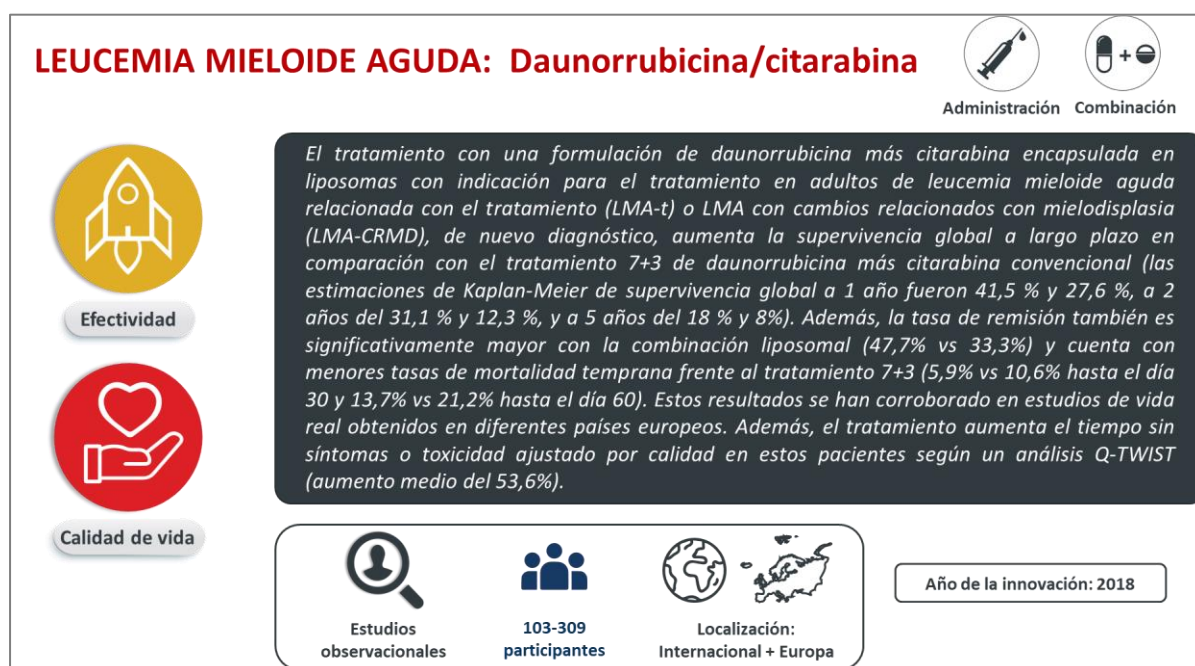 LEUCEMIA MIELOIDE AGUDA: Daunorrubicina/citarabina
Administración
Combinación
Efectividad
Calidad de vida
El tratamiento con una formulación de daunorrubicina más citarabina encapsulada en
liposomas con indicación para el tratamiento en adultos de leucemia mieloide aguda
relacionada con el tratamiento (LMA-t) o LMA con cambios relacionados con mielodisplasia
(LMA-CRMD), de nuevo diagnóstico, aumenta la supervivencia global a largo plazo en
comparación con el tratamiento 7+3 de daunorrubicina más citarabina convencional (las
estimaciones de Kaplan-Meier de supervivencia global a 1 año fueron 41,5 % y 27,6 %, a 2
años del 31,1 % y 12,3 %, y a 5 años del 18 % y 8%). Además, la tasa de remisión también es
significativamente mayor con la combinación liposomal (47,7% vs 33,3%) y cuenta con
menores tasas de mortalidad temprana frente al tratamiento 7+3 (5,9% vs 10,6% hasta el día
30 y 13,7% vs 21,2% hasta el día 60). Estos resultados se han corroborado en estudios de vida
real obtenidos en diferentes países europeos. Además, el tratamiento aumenta el tiempo sin
síntomas o toxicidad ajustado por calidad en estos pacientes según un análisis Q-TWIST
(aumento medio del 53,6%).
Estudios
observacionales
103-309
participantes
Localización:
Internacional + Europa
Año de la innovación: 2018